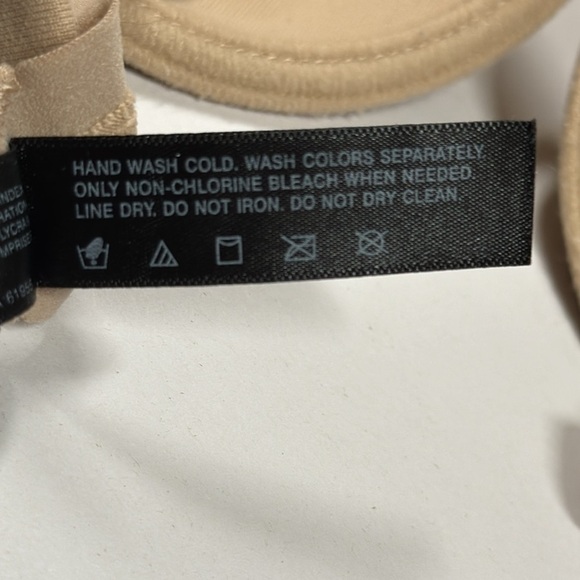 HAND WASH COLD. WASH COLORS SEPARATELY.
ONLY NON-CHLORINE BLEACH WHEN NEEDED.
LINE DRY. DO NOT IRON. DO NOT DRY CLEAN.